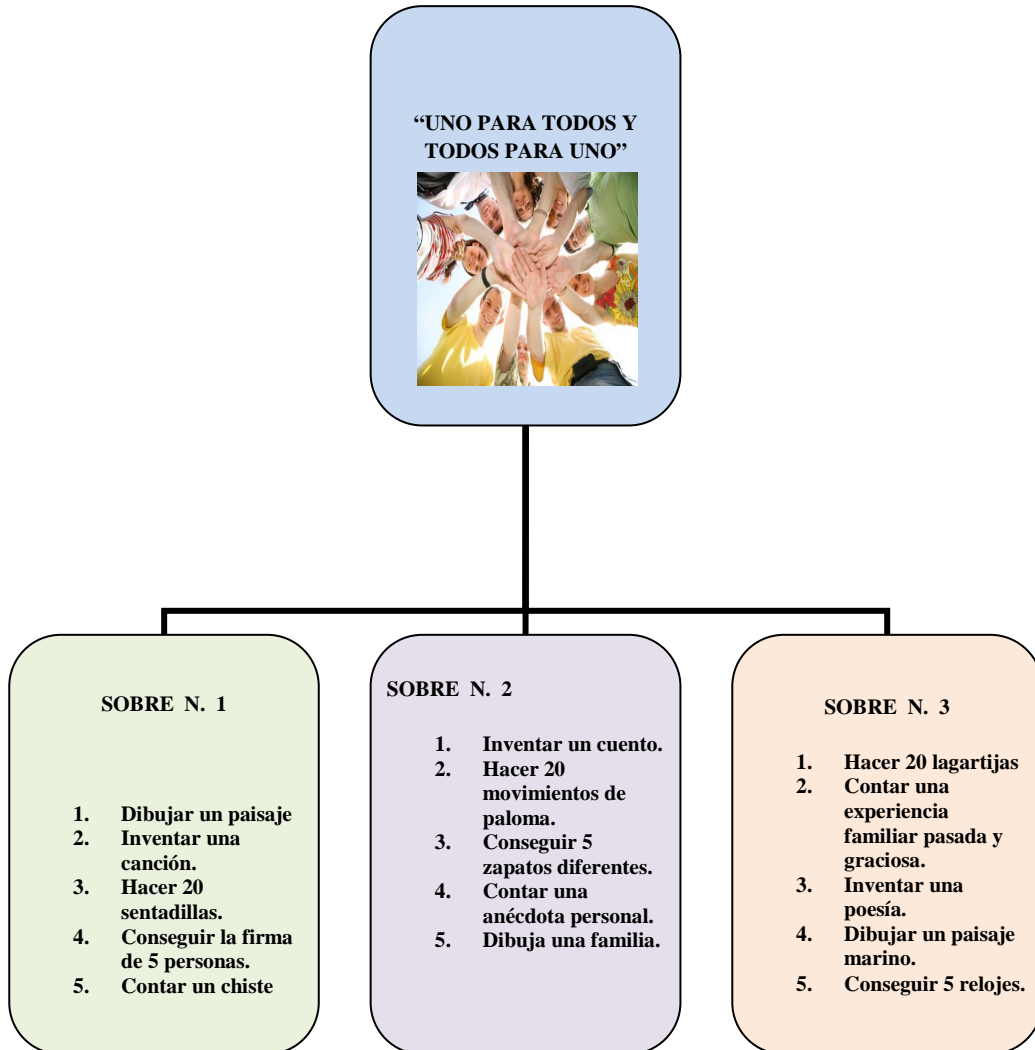 “UNO PARA TODOS Y
TODOS PARA UNO”
SOBRE N. 1
1. Dibujar un paisaje
2. Inventar una
canción.
3. Hacer 20
sentadillas.
4. Conseguir la firma
de 5 personas.
5. Contar un chiste
SOBRE N. 2
1. Inventar un cuento.
2. Hacer 20
movimientos de
paloma.
3. Conseguir 5
zapatos diferentes.
4. Contar una
anécdota personal.
5. Dibuja una familia.
SOBRE N. 3
1. Hacer 20 lagartijas
2. Contar una
experiencia
familiar pasada y
graciosa.
3. Inventar una
poesía.
4. Dibujar un paisaje
marino.
5. Conseguir 5 relojes.